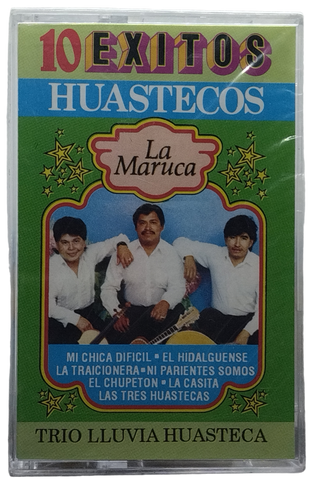 10 EXITOS
HUASTECOS
La
Maruca
MI CHICA DIFICIL ▪ EL HIDALGUENSE
LA TRAICIONERA ▪ NI PARIENTES SOMOS
EL CHUPETON ▪ LA CASITA
LAS TRES HUASTECAS
TRIO LLUVIA HUASTECA